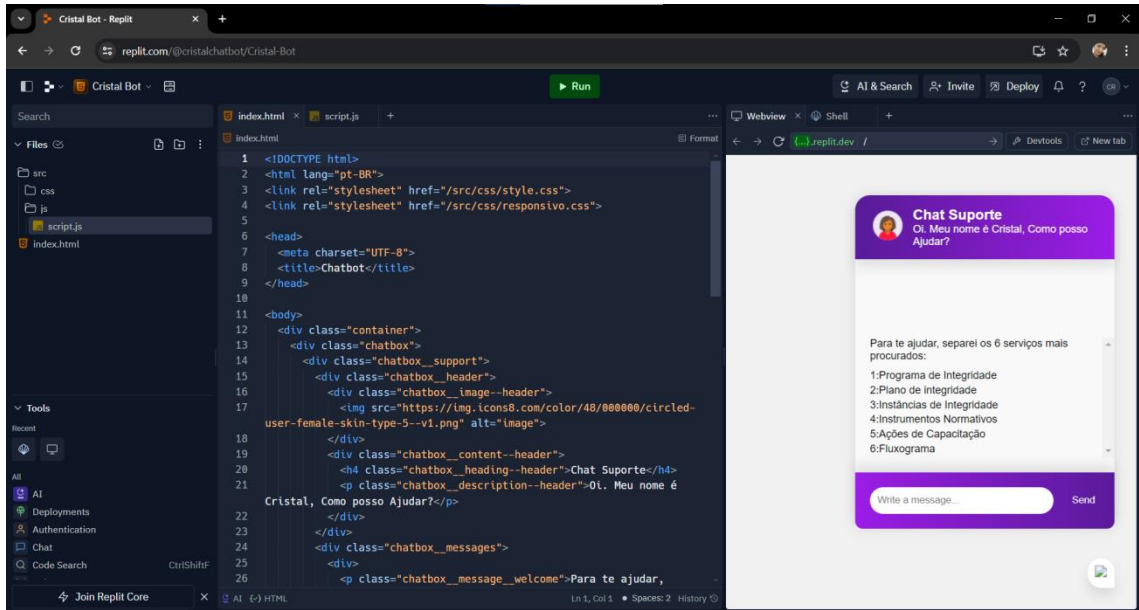 Cristal Bot - Replit
replit.com/@cristalchatbot/Cristal-Bot
Cristal Bot
Run
AI & Search
Invite
Deploy
?
CR
Search
Files
src
css
js
script.js
index.html
Tools
Recent
All
AI
Deployments
Authentication
Chat
Code Search CtrlShiftF
Join Replit Core
index.html
script.js
index.html
Format
1 <!DOCTYPE html>
2 <html lang="pt-BR">
3 <link rel="stylesheet" href="/src/css/style.css">
4 <link rel="stylesheet" href="/src/css/responsivo.css">
5
6 <head>
7 <meta charset="UTF-8">
8 <title>Chatbot</title>
9 </head>
10
11 <body>
12 <div class="container">
13 <div class="chatbox">
14 <div class="chatbox__support">
15 <div class="chatbox__header">
16 <div class="chatbox__image--header">
17 <img src="https://img.icons8.com/color/48/000000/circled-
user-female-skin-type-5--v1.png" alt="image">
18 </div>
19 <div class="chatbox__content--header">
20 <h4 class="chatbox__heading--header">Chat Suporte</h4>
21 <p class="chatbox__description--header">Oi. Meu nome é
Cristal, Como posso Ajudar?</p>
22 </div>
23 </div>
24 <div class="chatbox__messages">
25 <div>
26 <p class="chatbox__message__welcome">Para te ajudar,
AI {-} HTML
Ln 1, Col 1 • Spaces: 2 History
Webview
Shell
{...}.replit.dev /
Devtools
New tab
Chat Suporte
Oi. Meu nome é Cristal, Como posso
Ajudar?
Para te ajudar, separei os 6 serviços mais
procurados:
1:Programa de Integridade
2:Plano de integridade
3:Instâncias de Integridade
4:Instrumentos Normativos
5:Ações de Capacitação
6:Fluxograma
Write a message...
Send